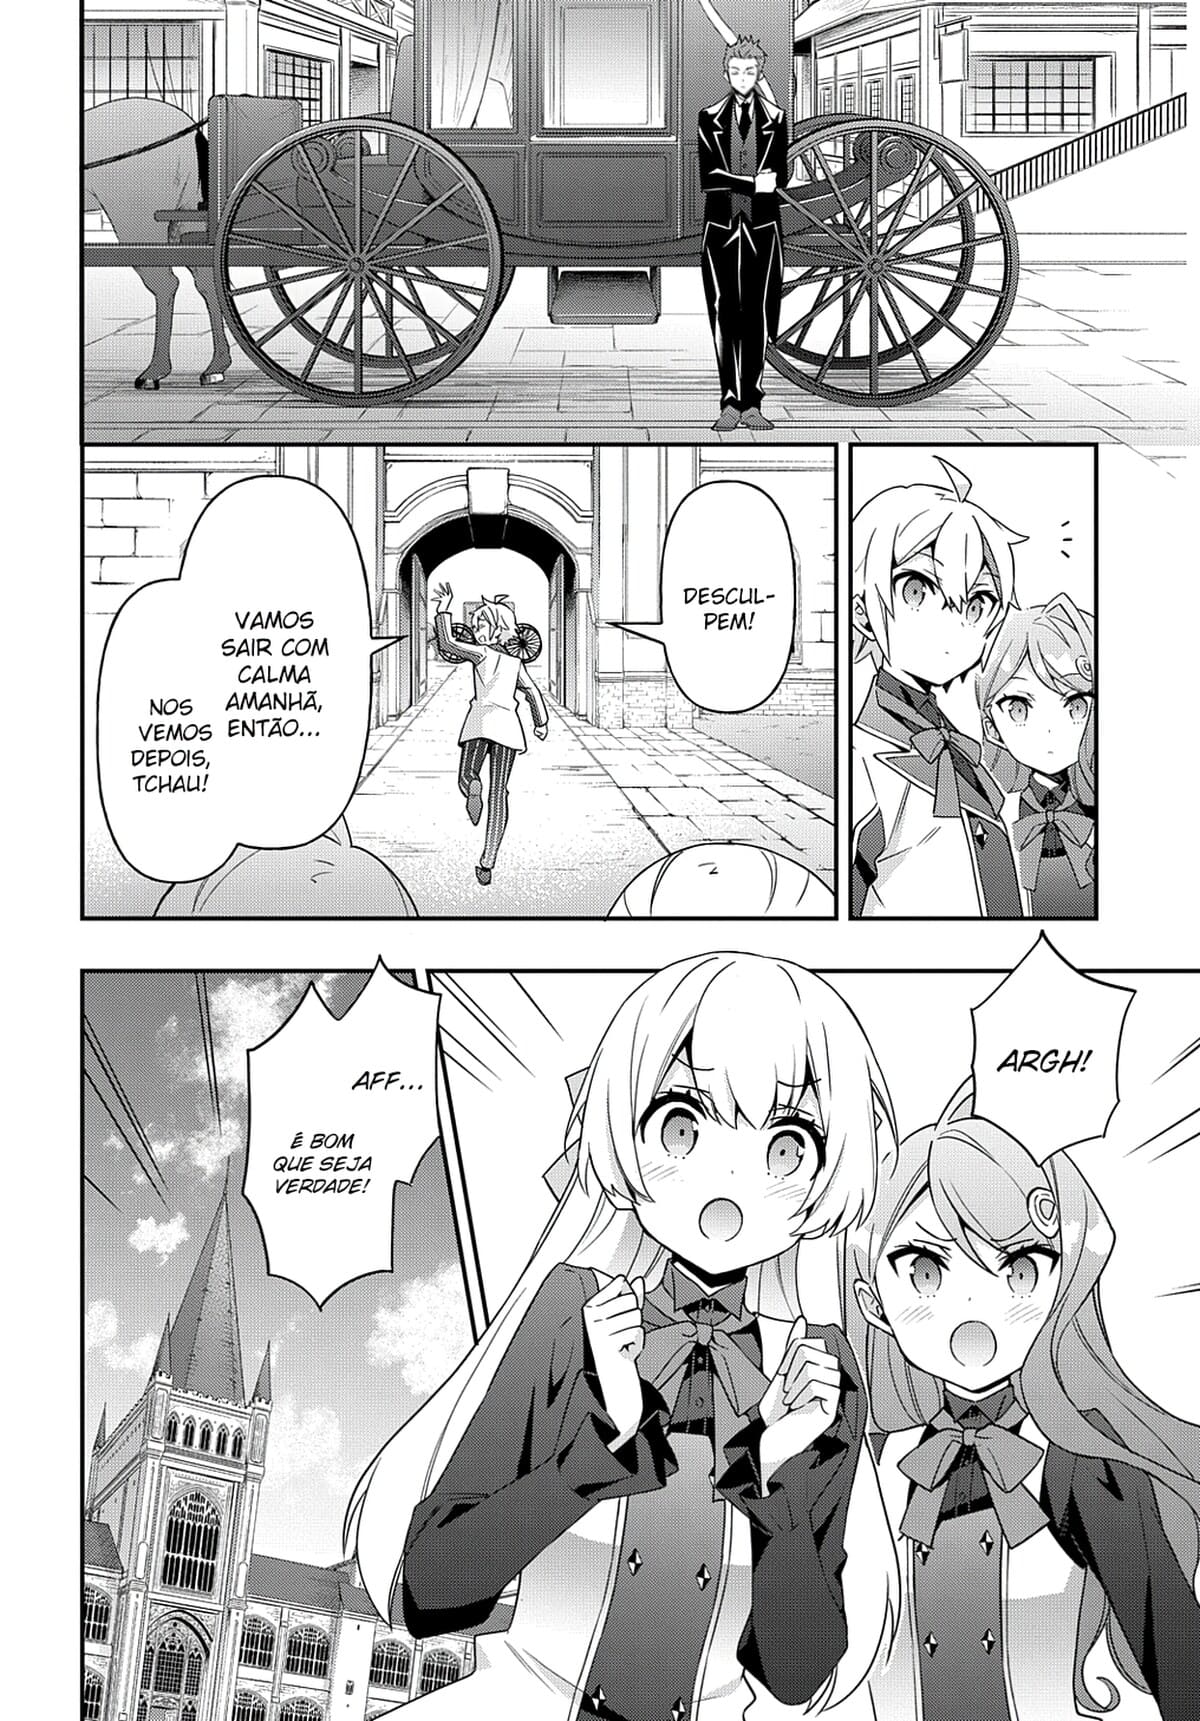 DESCUL-
PEM!
VAMOS
SAIR COM
CALMA
AMANHÃ,
ENTÃO...
NOS
VEMOS
DEPOIS,
TCHAU!
ARGH!
AFF...
É BOM
QUE SEJA
VERDADE!